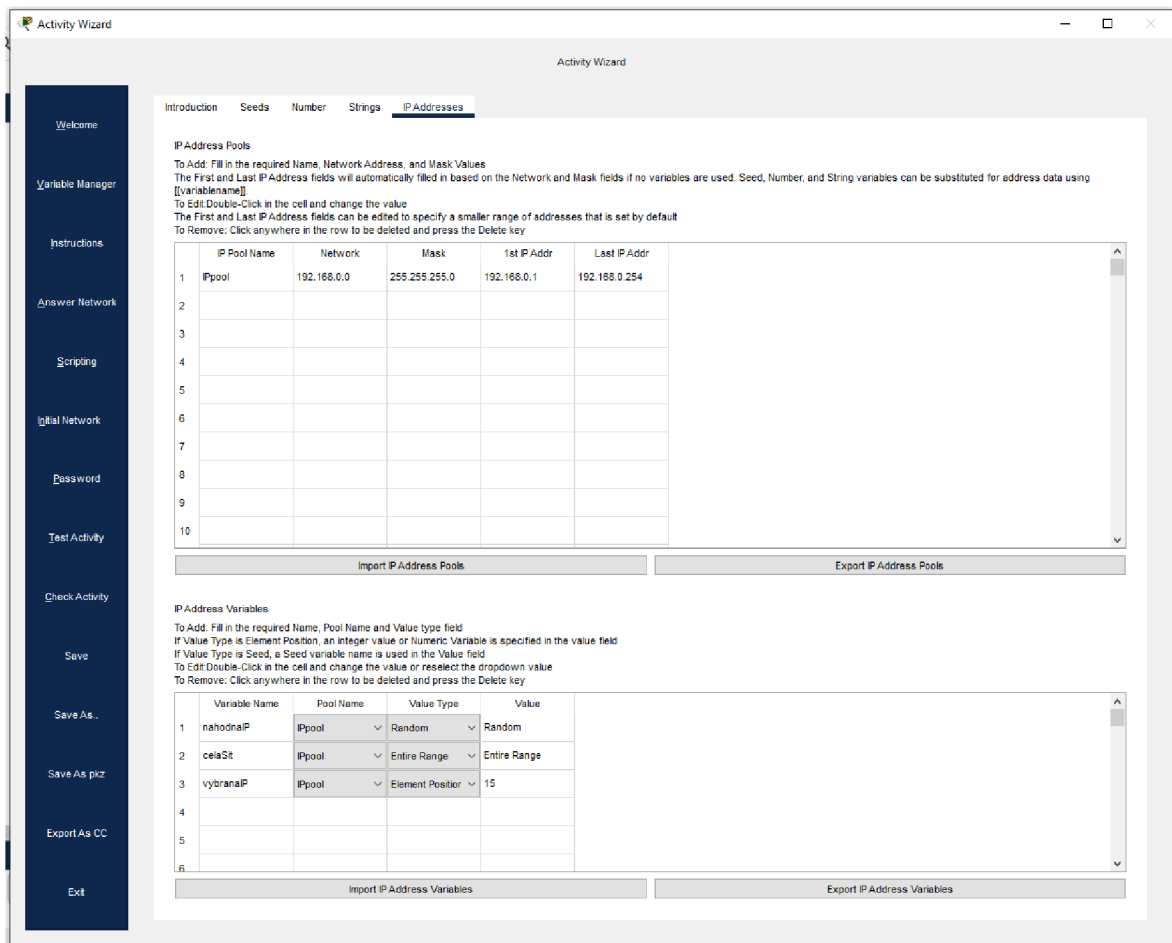 Activity Wizard
Activity Wizard
Welcome
Variable Manager
Instructions
Answer Network
Scripting
Initial Network
Password
Test Activity
Check Activity
Save
Save As..
Save As pkz
Export As CC
Exit
Introduction Seeds Number Strings IP Addresses
IP Address Pools
To Add: Fill in the required Name, Network Address, and Mask Values
The First and Last IP Address fields will automatically filled in based on the Network and Mask fields if no variables are used. Seed, Number, and String variables can be substituted for address data using
[[variablename]].
To Edit:Double-Click in the cell and change the value
The First and Last IP Address fields can be edited to specify a smaller range of addresses that is set by default
To Remove: Click anywhere in the row to be deleted and press the Delete key
IP Pool Name Network Mask 1st IP Addr Last IP Addr
1 IPpool 192.168.0.0 255.255.255.0 192.168.0.1 192.168.0.254
2
3
4
5
6
7
8
9
10
Import IP Address Pools Export IP Address Pools
IP Address Variables
To Add: Fill in the required Name, Pool Name and Value type field
If Value Type is Element Position, an integer value or Numeric Variable is specified in the value field
If Value Type is Seed, a Seed variable name is used in the Value field
To Edit:Double-Click in the cell and change the value or reselect the dropdown value
To Remove: Click anywhere in the row to be deleted and press the Delete key
Variable Name Pool Name Value Type Value
1 nahodnaIP IPpool Random Random
2 celaSit IPpool Entire Range Entire Range
3 vybranaIP IPpool Element Position 15
4
5
6
Import IP Address Variables Export IP Address Variables